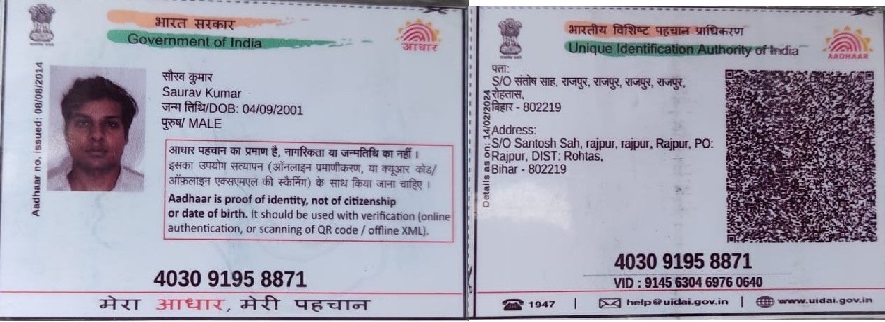 भारत सरकार
Government of India
आधार
Aadhaar no. issued: 08/08/2014
सौरव कुमार
Saurav Kumar
जन्म तिथि/DOB: 04/09/2001
पुरुष/ MALE
आधार पहचान का प्रमाण है, नागरिकता या जन्मतिथि का नहीं ।
इसका उपयोग सत्यापन (ऑनलाइन प्रमाणीकरण, या क्यूआर कोड/
ऑफ़लाइन एक्सएमएल की स्कैनिंग) के साथ किया जाना चाहिए ।
Aadhaar is proof of identity, not of citizenship
or date of birth. It should be used with verification (online
authentication, or scanning of QR code / offline XML).
4030 9195 8871
मेरा आधार, मेरी पहचान
भारतीय विशिष्ट पहचान प्राधिकरण
Unique Identification Authority of India
AADHAAR
Details as on: 14/02/2024
पता:
S/O संतोष साह, राजपुर, राजपुर, राजपुर, राजपुर,
रोहतास,
बिहार - 802219
Address:
S/O Santosh Sah, rajpur, rajpur, Rajpur, PO:
Rajpur, DIST: Rohtas,
Bihar - 802219
4030 9195 8871
VID : 9145 6304 6976 0640
1947 | help@uidai.gov.in | www.uidai.gov.in